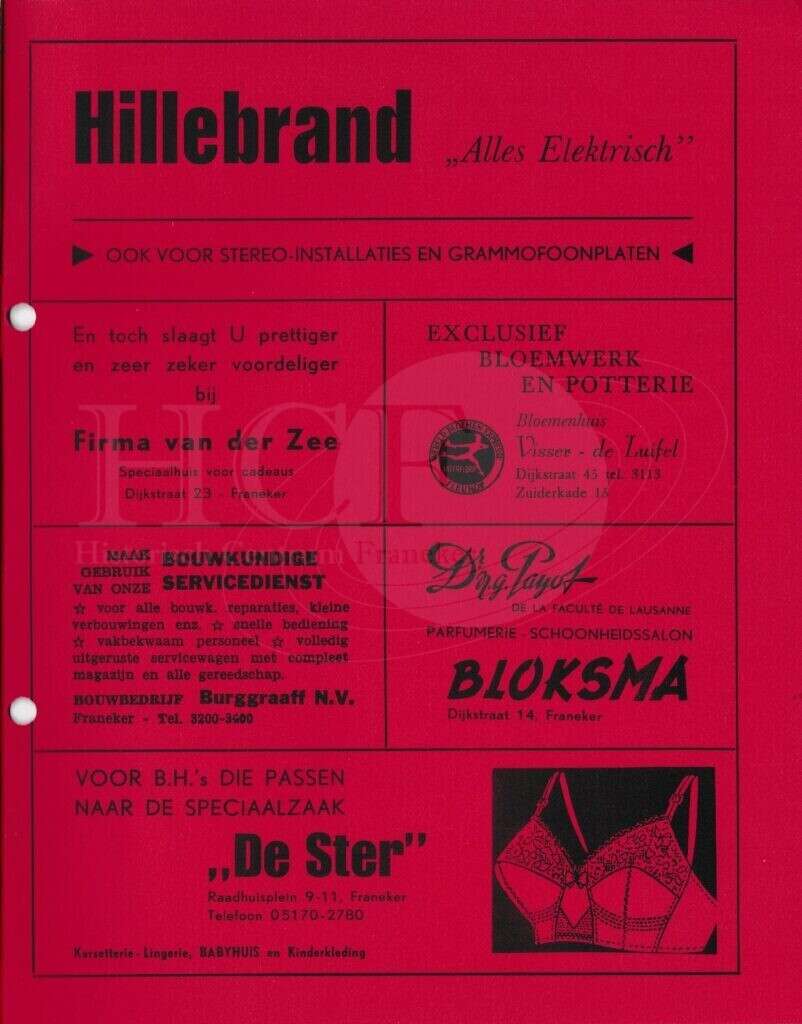 Hillebrand „Alles Elektrisch”
OOK VOOR STEREO-INSTALLATIES EN GRAMMOFOONPLATEN
En toch slaagt U prettiger
en zeer zeker voordeliger
bij
Firma van der Zee
Speciaalhuis voor cadeaus
Dijkstraat 23 - Franeker
EXCLUSIEF
BLOEMWERK
EN POTTERIE
Bloemenhuis
Visser - de Luifel
Dijkstraat 45 tel. 3113
Zuiderkade 15
HCF
Historisch Centrum Franeker
MAAK
GEBRUIK
VAN ONZE
BOUWKUNDIGE
SERVICEDIENST
☆ voor alle bouwk. reparaties, kleine
verbouwingen enz. ☆ snelle bediening
☆ vakbekwaam personeel ☆ volledig
uitgeruste servicewagen met compleet
magazijn en alle gereedschap.
BOUWBEDRIJF Burggraaff N.V.
Franeker - Tel. 3200-3400
Dr N.G. Payot
DE LA FACULTÉ DE LAUSANNE
PARFUMERIE - SCHOONHEIDSSALON
BLOKSMA
Dijkstraat 14, Franeker
VOOR B.H.'s DIE PASSEN
NAAR DE SPECIAALZAAK
„De Ster”
Raadhuisplein 9-11, Franeker
Telefoon 05170-2780
Korsetterie - Lingerie, BABYHUIS en Kinderkleding